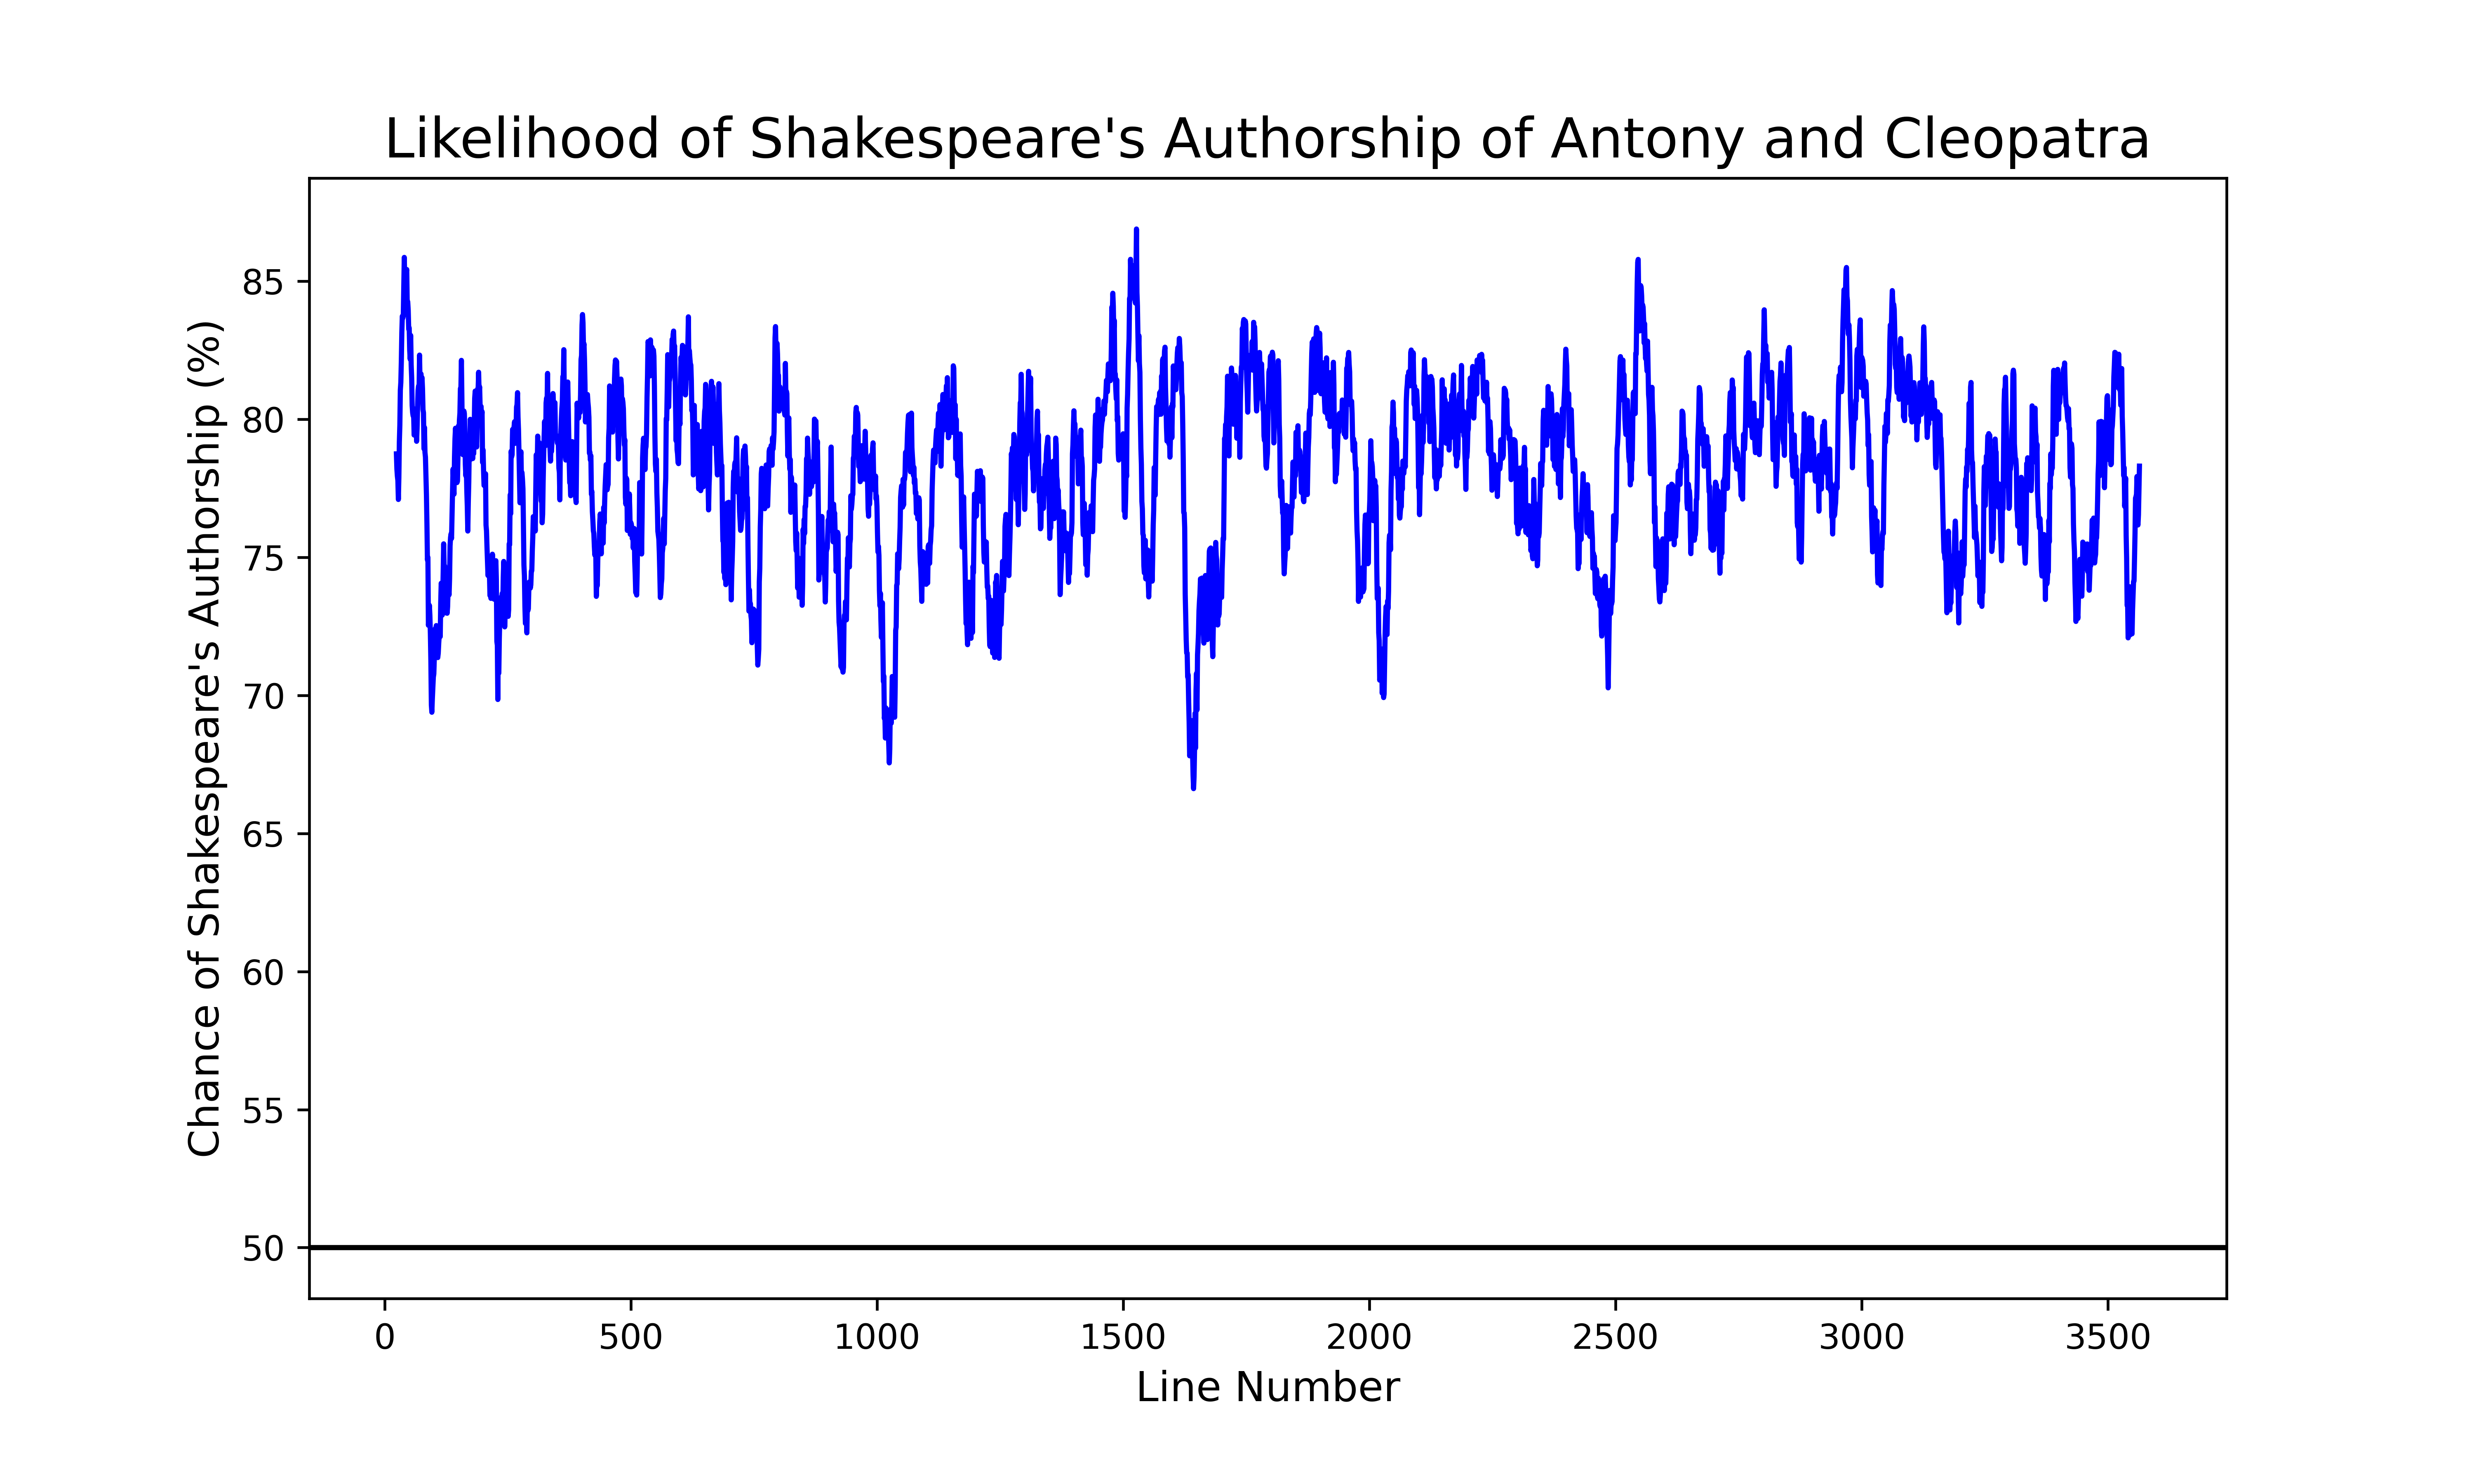 Likelihood of Shakespeare's Authorship of Antony and Cleopatra
Chance of Shakespeare's Authorship (%)
85
80
75
70
65
60
55
50
0 500 1000 1500 2000 2500 3000 3500
Line Number